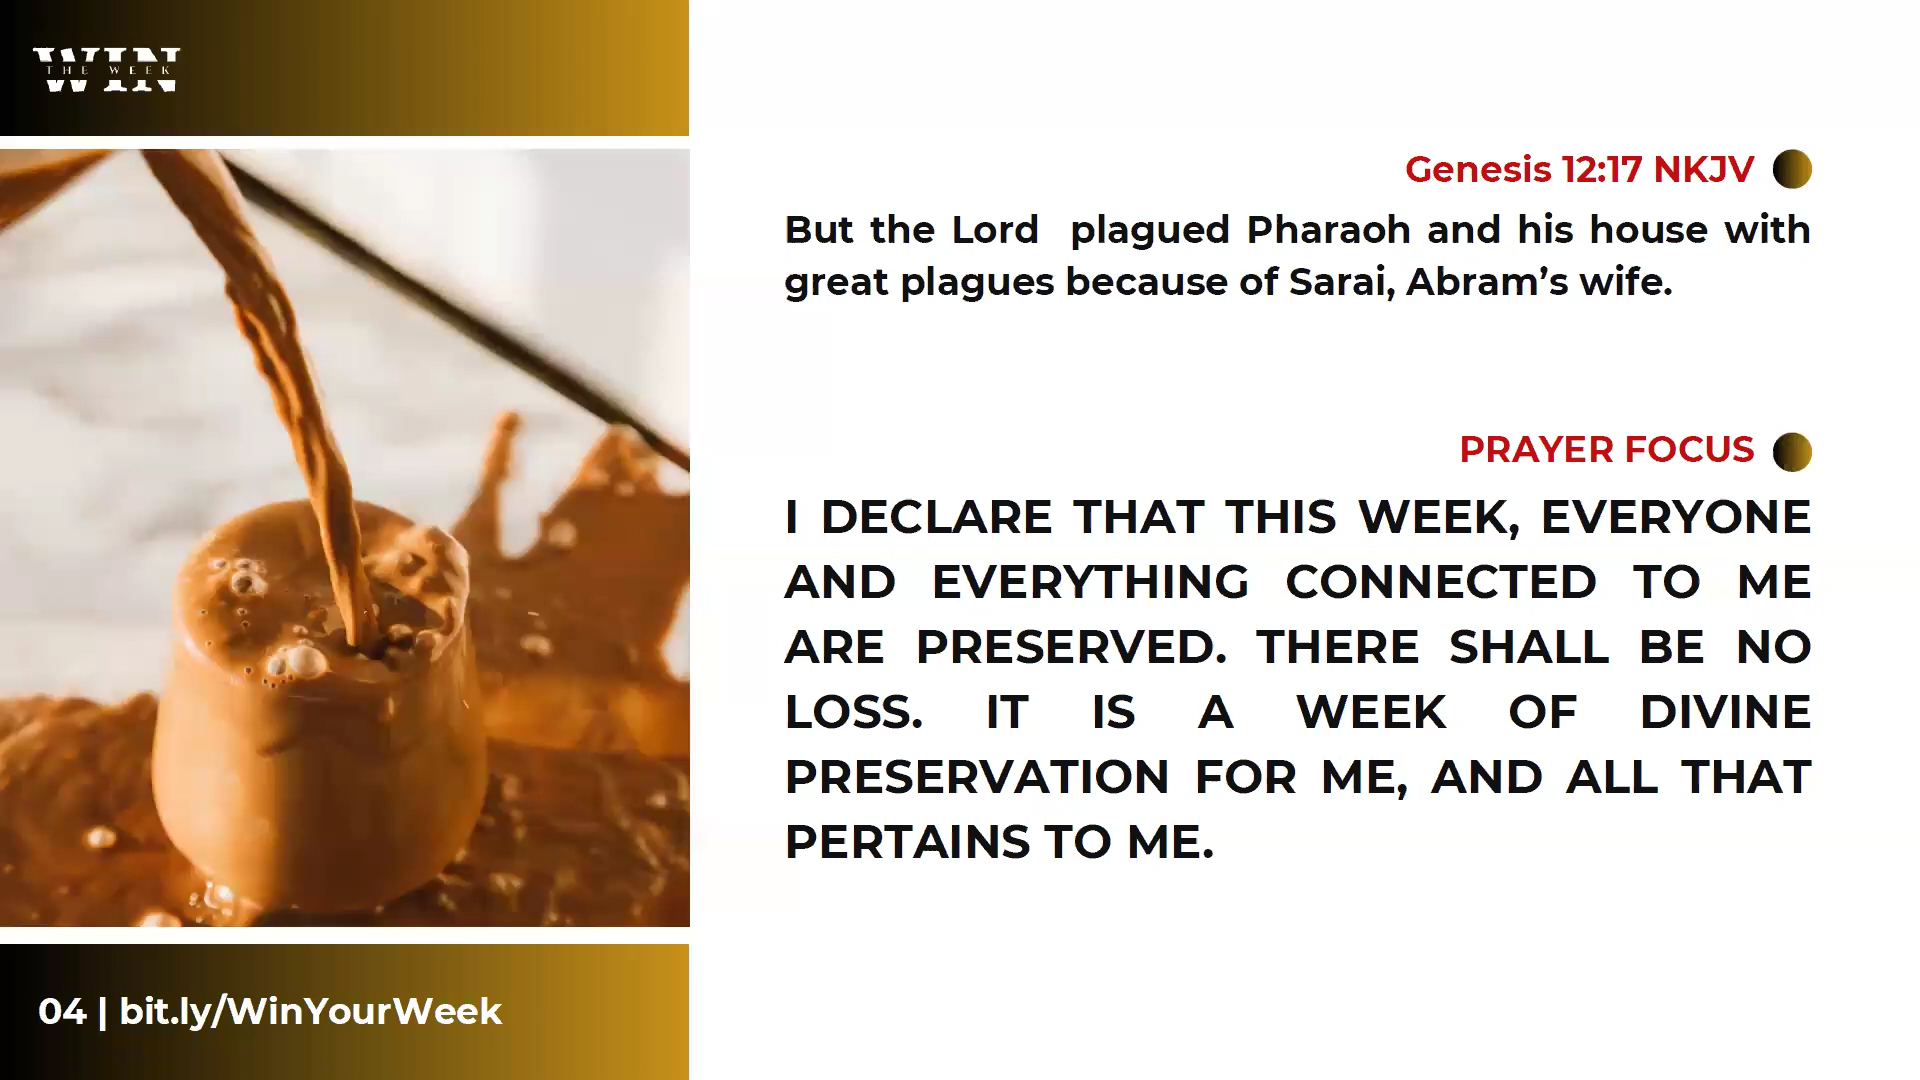 WIN
THE WEEK
Genesis 12:17 NKJV
But the Lord  plagued Pharaoh and his house with
great plagues because of Sarai, Abram’s wife.
PRAYER FOCUS
I DECLARE THAT THIS WEEK, EVERYONE
AND EVERYTHING CONNECTED TO ME
ARE PRESERVED. THERE SHALL BE NO
LOSS. IT IS A WEEK OF DIVINE
PRESERVATION FOR ME, AND ALL THAT
PERTAINS TO ME.
04 | bit.ly/WinYourWeek